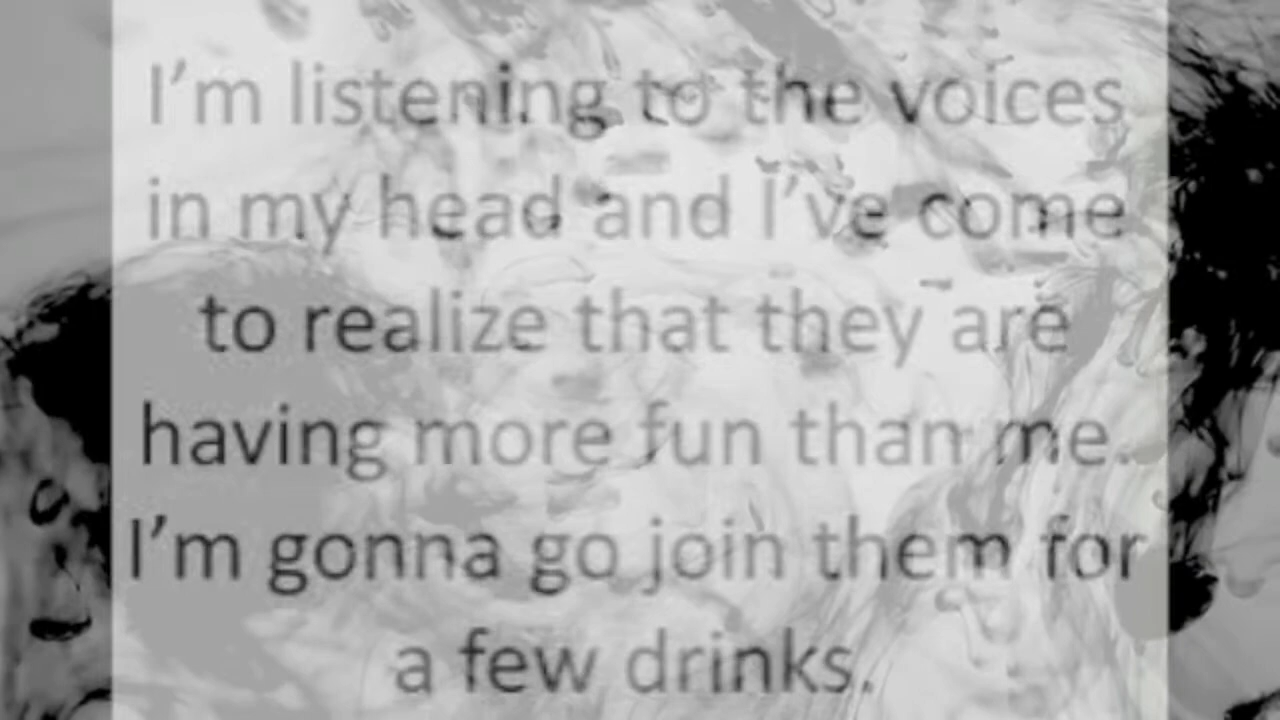 I’m listening to the voices
in my head and I’ve come
to realize that they are
having more fun than me.
I’m gonna go join them for
a few drinks.